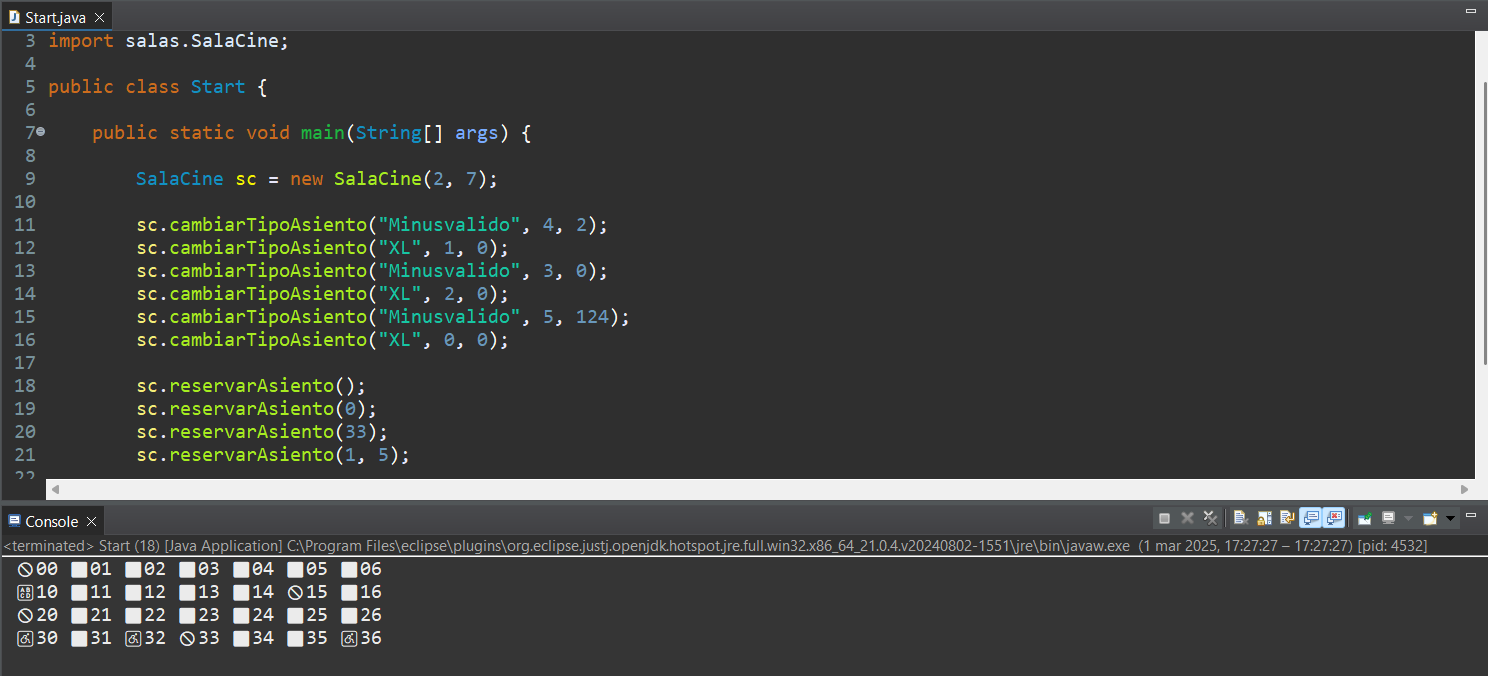 Start.java
3 import salas.SalaCine;
4
5 public class Start {
6
7 public static void main(String[] args) {
8
9 SalaCine sc = new SalaCine(2, 7);
10
11 sc.cambiarTipoAsiento("Minusvalido", 4, 2);
12 sc.cambiarTipoAsiento("XL", 1, 0);
13 sc.cambiarTipoAsiento("Minusvalido", 3, 0);
14 sc.cambiarTipoAsiento("XL", 2, 0);
15 sc.cambiarTipoAsiento("Minusvalido", 5, 124);
16 sc.cambiarTipoAsiento("XL", 0, 0);
17
18 sc.reservarAsiento();
19 sc.reservarAsiento(0);
20 sc.reservarAsiento(33);
21 sc.reservarAsiento(1, 5);
22
Console
<terminated> Start (18) [Java Application] C:\Program Files\eclipse\plugins\org.eclipse.justj.openjdk.hotspot.jre.full.win32.x86_64_21.0.4.v20240802-1551\jre\bin\javaw.exe (1 mar 2025, 17:27:27 – 17:27:27) [pid: 4532]
🛇00 ⬜01 ⬜02 ⬜03 ⬜04 ⬜05 ⬜06
🔠10 ⬜11 ⬜12 ⬜13 ⬜14 🛇15 ⬜16
🛇20 ⬜21 ⬜22 ⬜23 ⬜24 ⬜25 ⬜26
♿30 ⬜31 ♿32 🛇33 ⬜34 ⬜35 ♿36